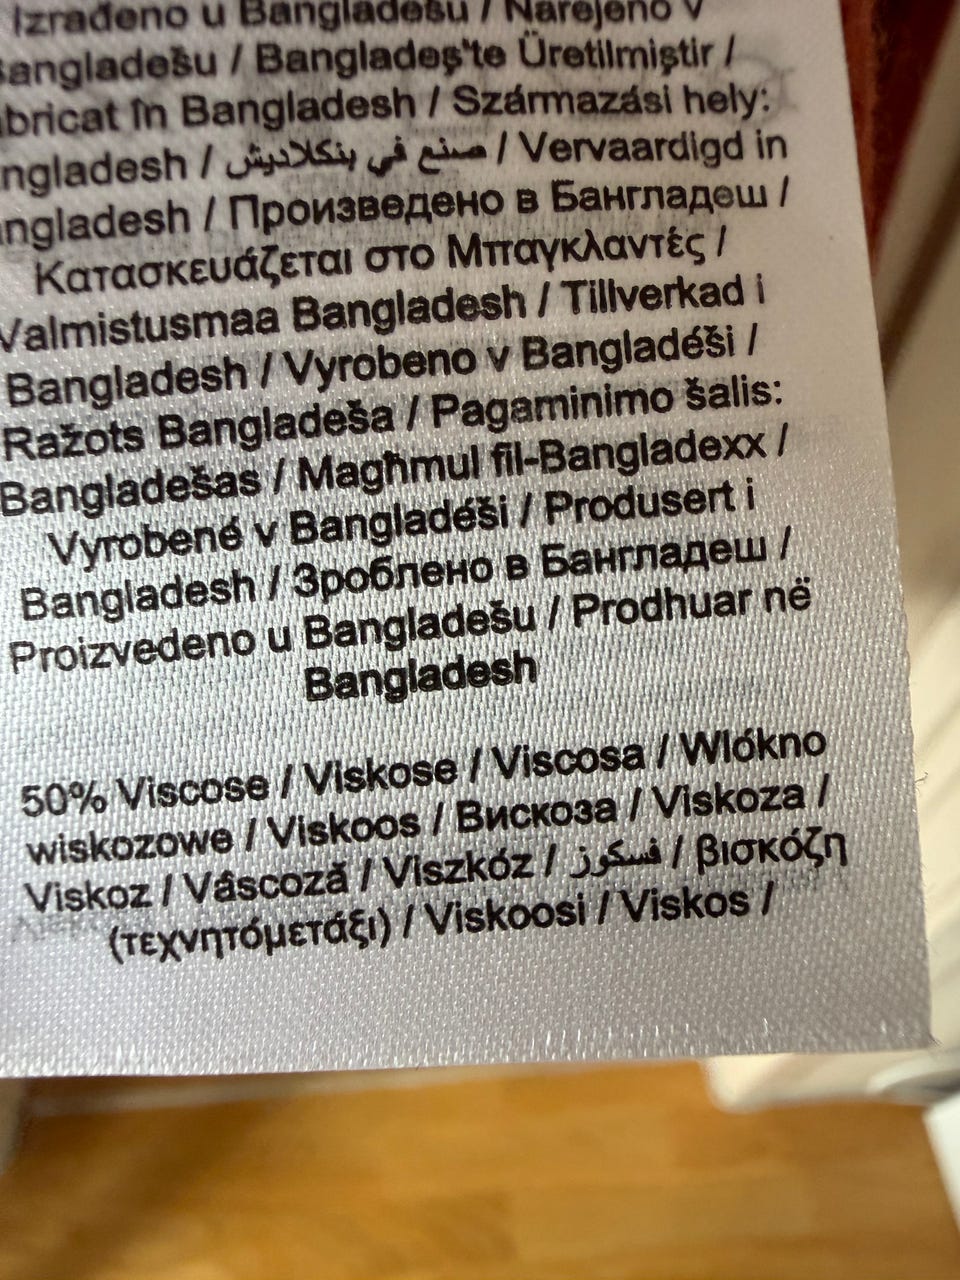 Izrađeno u Bangladešu / Narejeno v
Bangladešu / Bangladeş'te Üretilmiştir /
Fabricat în Bangladesh / Származási hely:
Bangladesh / صنع في بنكلاديش / Vervaardigd in
Bangladesh / Произведено в Бангладеш /
Κατασκευάζεται στο Μπαγκλαντές /
Valmistusmaa Bangladesh / Tillverkad i
Bangladesh / Vyrobeno v Bangladéši /
Ražots Bangladeša / Pagaminimo šalis:
Bangladešas / Magħmul fil-Bangladexx /
Vyrobené v Bangladéši / Produsert i
Bangladesh / Зроблено в Бангладеш /
Proizvedeno u Bangladešu / Prodhuar në
Bangladesh
50% Viscose / Viskose / Viscosa / Wlókno
wiskozowe / Viskoos / Вискоза / Viskoza /
Viskoz / Vâscoză / Viszkóz / فسكوز / βισκόζη
(τεχνητόμετάξι) / Viskoosi / Viskos /